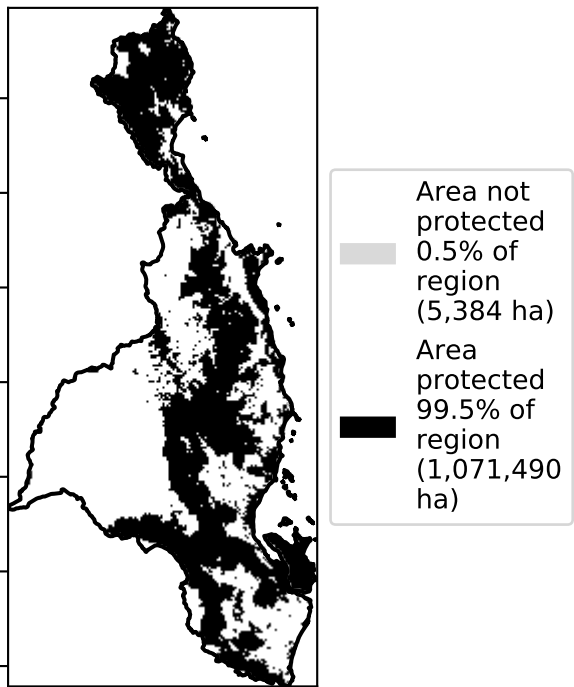 Area not
protected
0.5% of
region
(5,384 ha)
Area
protected
99.5% of
region
(1,071,490
ha)